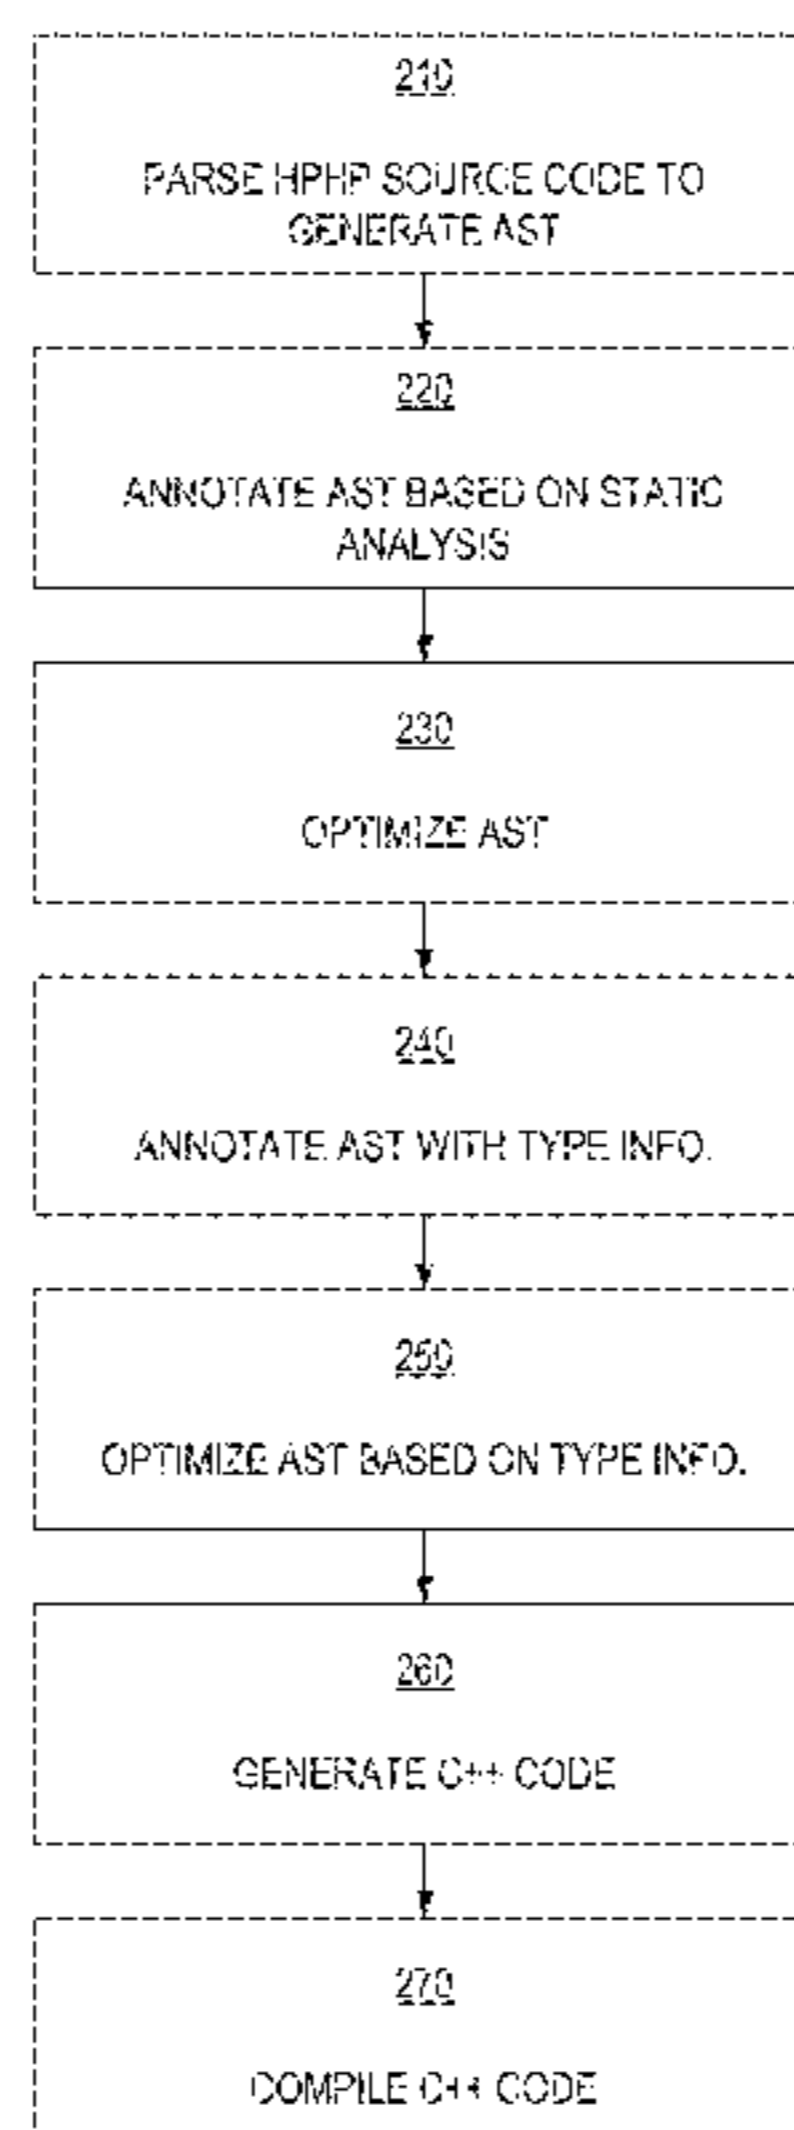 210
PARSE HPHP SOURCE CODE TO
GENERATE AST
220
ANNOTATE AST BASED ON STATIC
ANALYSIS
230
OPTIMIZE AST
240
ANNOTATE AST WITH TYPE INFO.
250
OPTIMIZE AST BASED ON TYPE INFO.
260
GENERATE C++ CODE
270
COMPILE C++ CODE